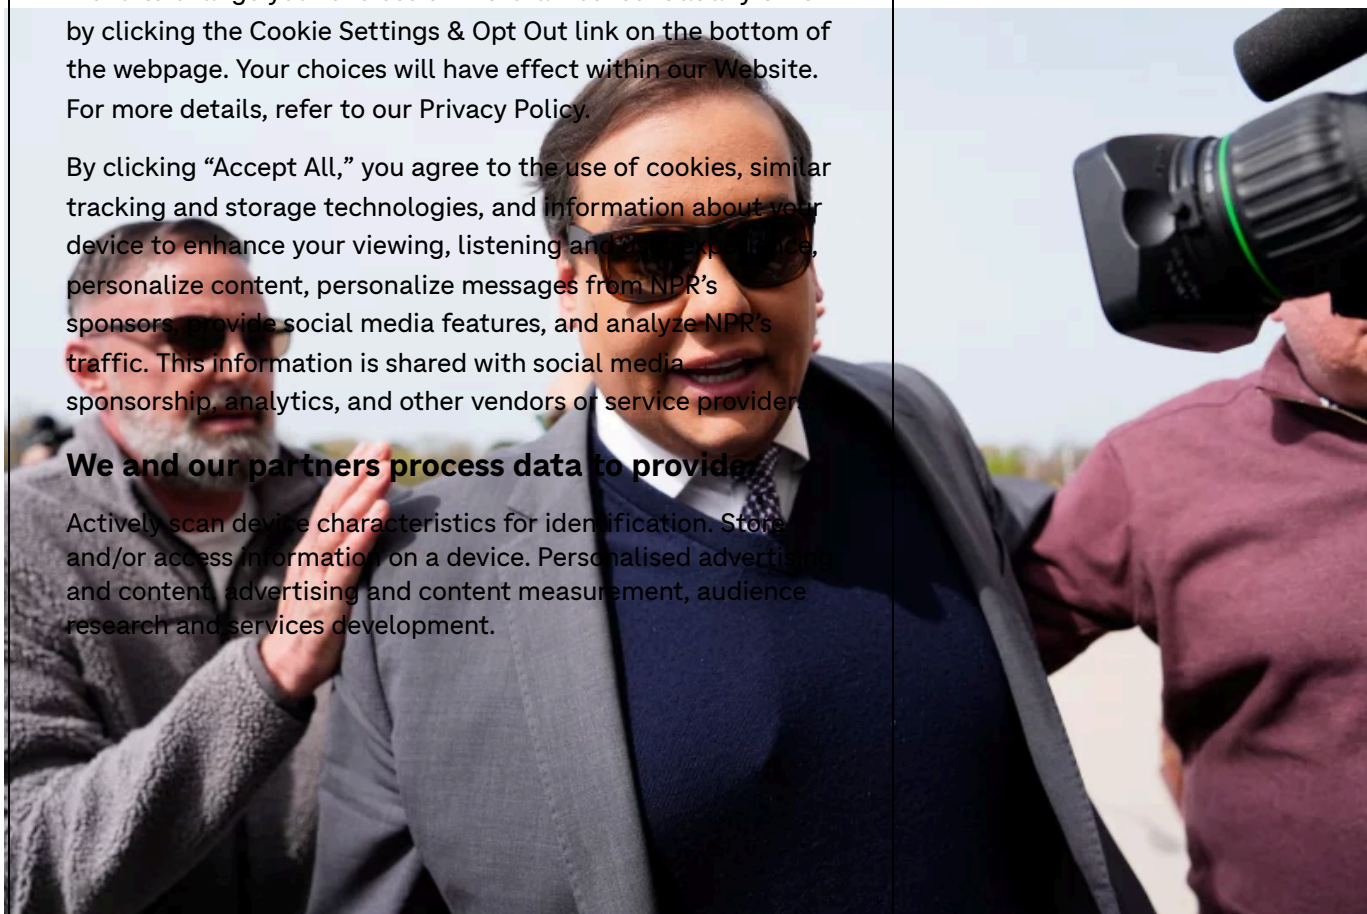 by clicking the Cookie Settings & Opt Out link on the bottom of
the webpage. Your choices will have effect within our Website.
For more details, refer to our Privacy Policy.
By clicking “Accept All,” you agree to the use of cookies, similar
tracking and storage technologies, and information about your
device to enhance your viewing, listening and user experience,
personalize content, personalize messages from NPR’s
sponsors, provide social media features, and analyze NPR’s
traffic. This information is shared with social media
sponsorship, analytics, and other vendors or service providers
We and our partners process data to provide:
Actively scan device characteristics for identification. Store
and/or access information on a device. Personalised advertising
and content, advertising and content measurement, audience
research and services development.